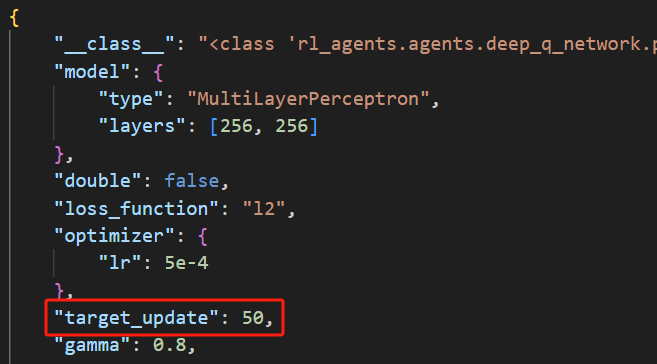 {
"__class__": "<class 'rl_agents.agents.deep_q_network.p
"model": {
"type": "MultiLayerPerceptron",
"layers": [256, 256]
},
"double": false,
"loss_function": "l2",
"optimizer": {
"lr": 5e-4
},
"target_update": 50,
"gamma": 0.8,